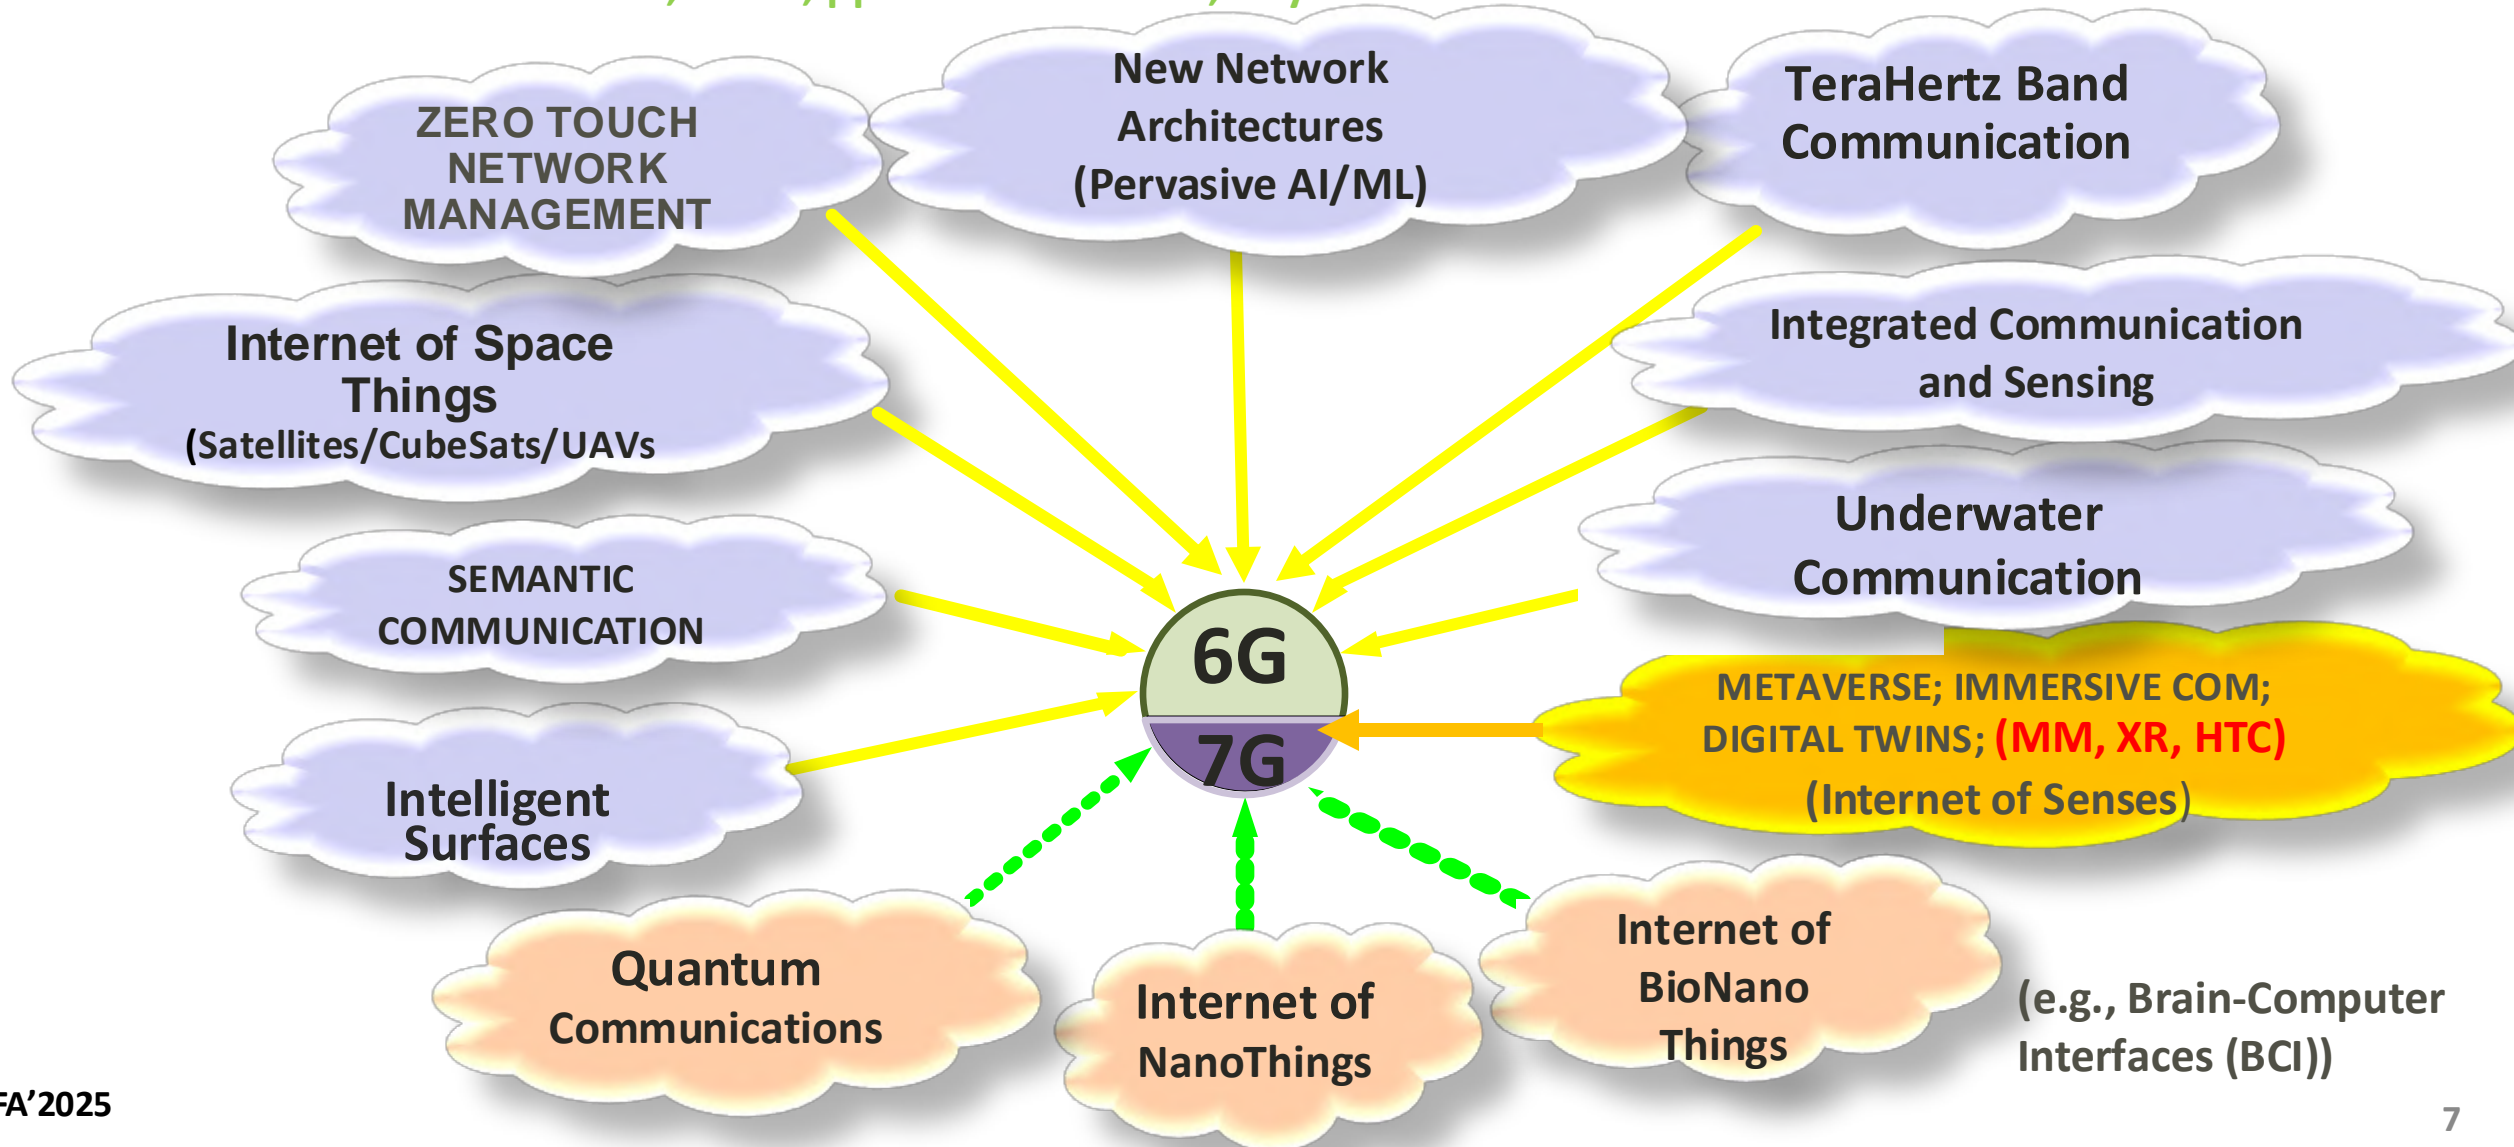 ZERO TOUCH
NETWORK
MANAGEMENT
New Network
Architectures
(Pervasive AI/ML)
TeraHertz Band
Communication
Internet of Space
Things
(Satellites/CubeSats/UAVs
Integrated Communication
and Sensing
SEMANTIC
COMMUNICATION
Underwater
Communication
6G
7G
METAVERSE; IMMERSIVE COM;
DIGITAL TWINS; (MM, XR, HTC)
(Internet of Senses)
Intelligent
Surfaces
Quantum
Communications
Internet of
NanoThings
Internet of
BioNano
Things
(e.g., Brain-Computer
Interfaces (BCI))
FA’2025
7